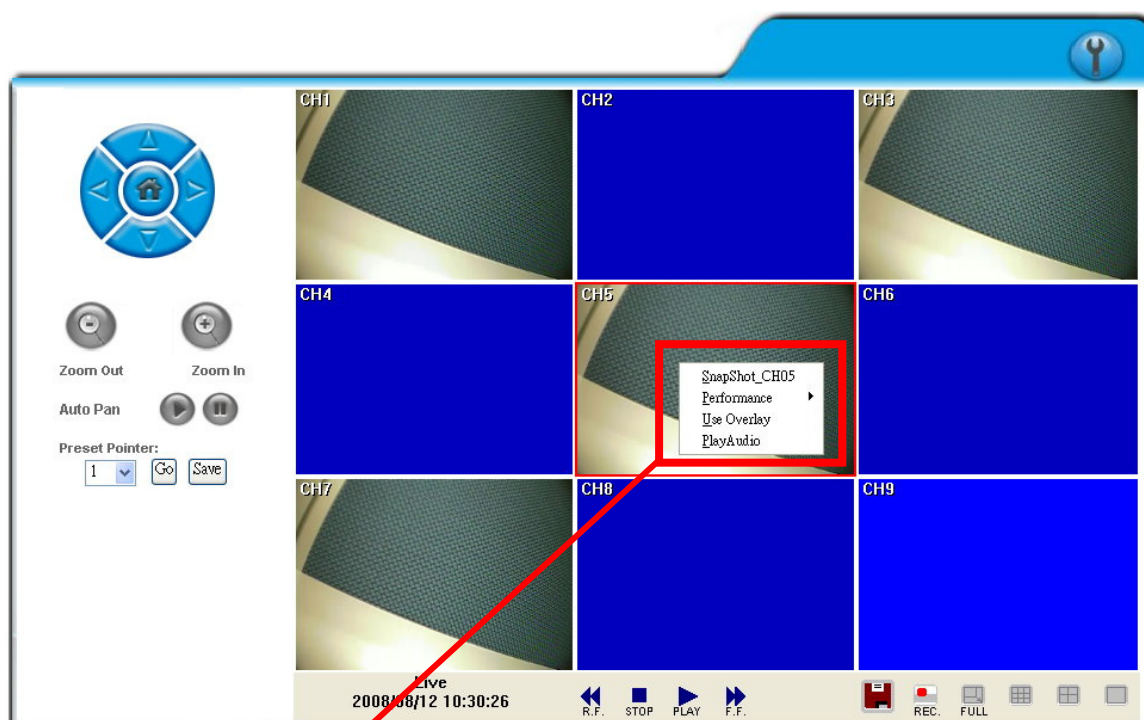 CH1
CH2
CH3
CH4
CH5
CH6
SnapShot_CH05
Performance
Use Overlay
PlayAudio
Zoom Out
Zoom In
Auto Pan
Preset Pointer:
1
Go
Save
CH7
CH8
CH9
Live
2008/08/12 10:30:26
R.F.
STOP
PLAY
F.F.
REC.
FULL